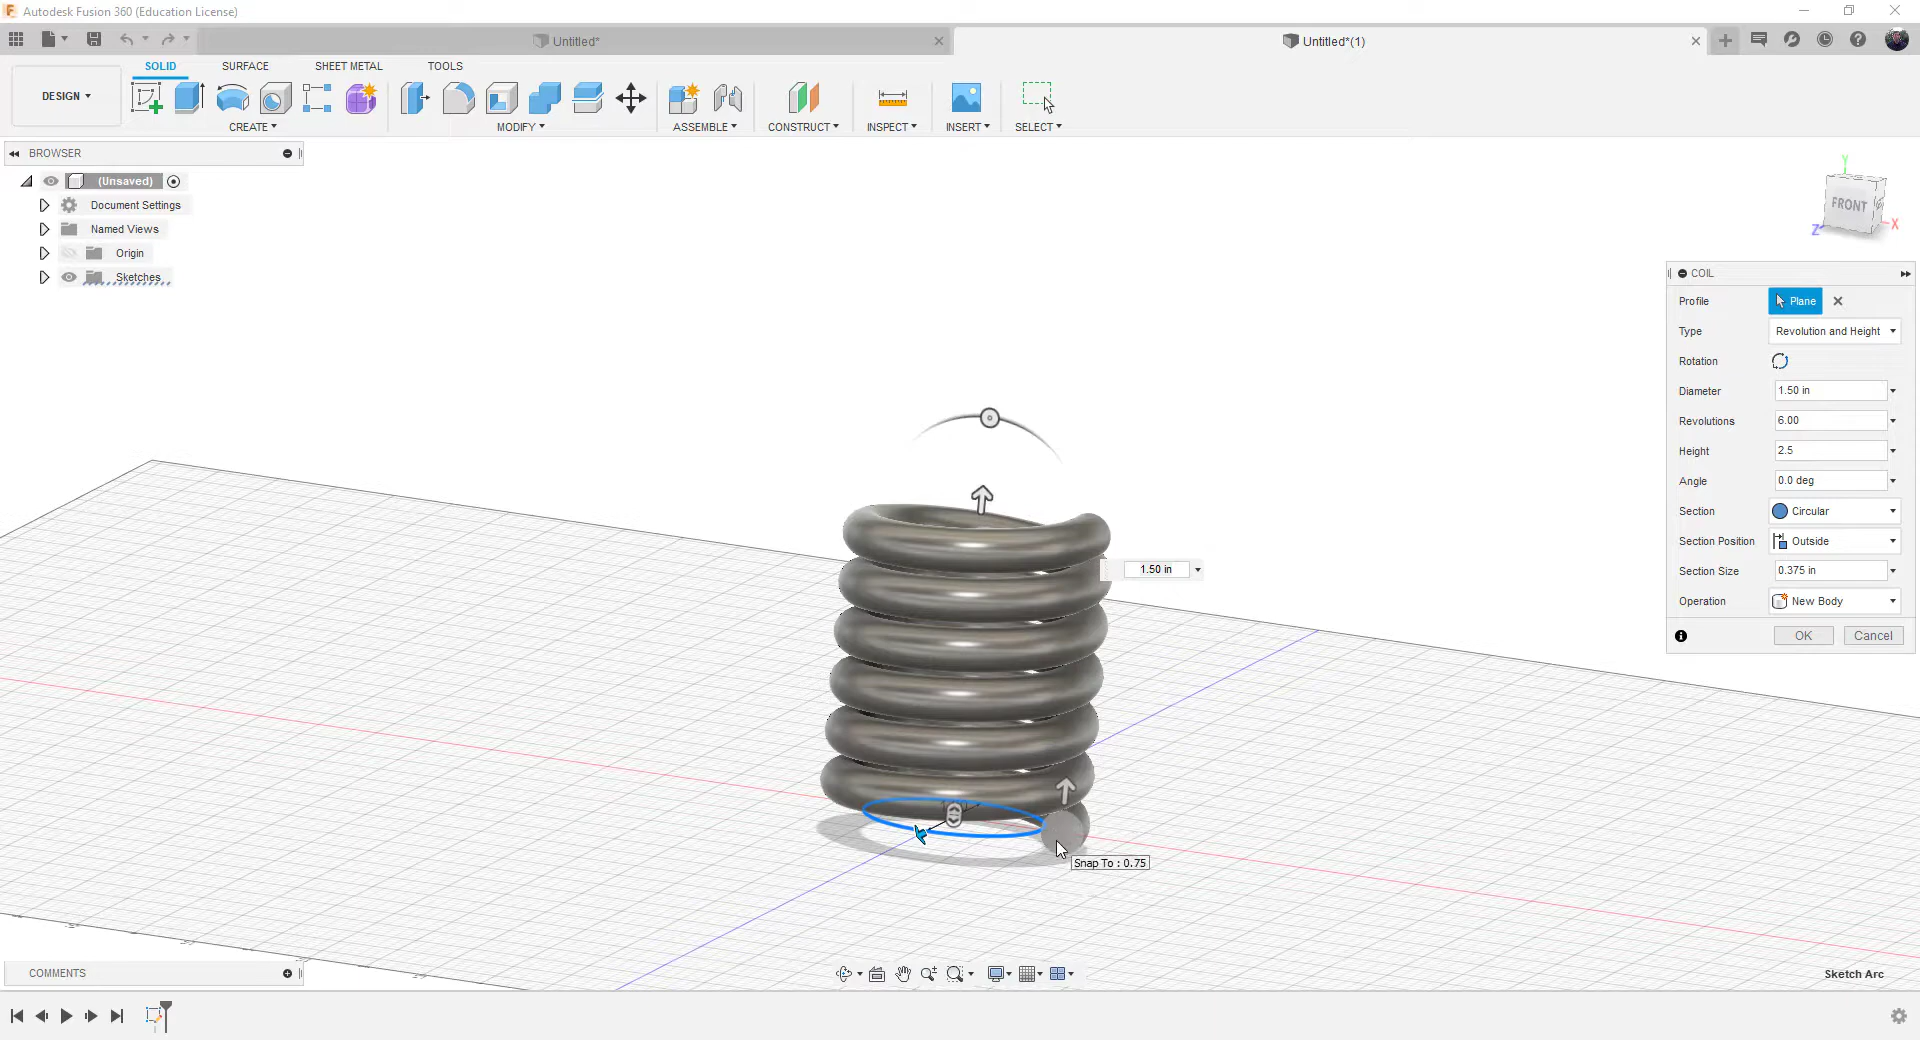 Autodesk Fusion 360 (Education License)
Untitled*
Untitled*(1)
SOLID SURFACE SHEET METAL TOOLS
DESIGN
CREATE MODIFY ASSEMBLE CONSTRUCT INSPECT INSERT SELECT
BROWSER
(Unsaved)
Document Settings
Named Views
Origin
Sketches
Y
FRONT
X
Z
COIL
Profile Plane
Type Revolution and Height
Rotation
Diameter 1.50 in
Revolutions 6.00
Height 2.5
Angle 0.0 deg
Section Circular
Section Position Outside
Section Size 0.375 in
Operation New Body
OK Cancel
1.50 in
Snap To : 0.75
COMMENTS
Sketch Arc